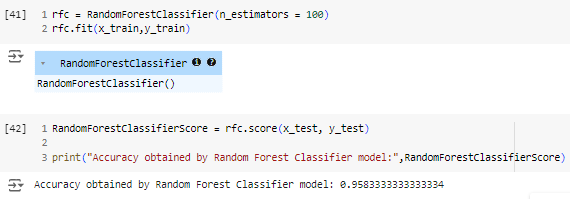 [41] 1 rfc = RandomForestClassifier(n_estimators = 100)
2 rfc.fit(x_train,y_train)
RandomForestClassifier i ?
RandomForestClassifier()
[42] 1 RandomForestClassifierScore = rfc.score(x_test, y_test)
2
3 print("Accuracy obtained by Random Forest Classifier model:",RandomForestClassifierScore)
Accuracy obtained by Random Forest Classifier model: 0.9583333333333334